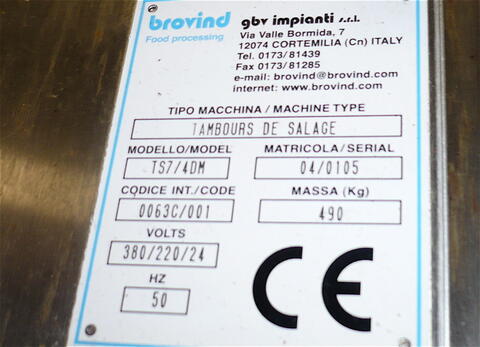 brovind gbv impianti s.r.l.
Food processing
Via Valle Bormida, 7
12074 CORTEMILIA (Cn) ITALY
Tel. 0173/81439
Fax 0173/81285
e-mail: brovind@brovind.com
internet: www.brovind.com
TIPO MACCHINA / MACHINE TYPE
TAMBOURS DE SALAGE
MODELLO/MODEL MATRICOLA/SERIAL
TS7/4DM 04/0105
CODICE INT./CODE MASSA (Kg)
0063C/001 490
VOLTS
380/220/24
HZ
50
CE